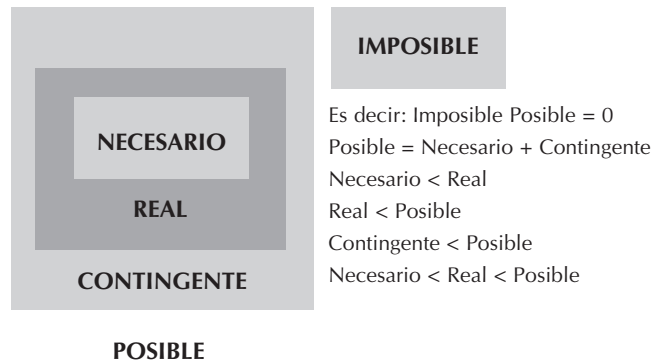 NECESARIO
REAL
CONTINGENTE
POSIBLE
IMPOSIBLE
Es decir: Imposible Posible = 0
Posible = Necesario + Contingente
Necesario < Real
Real < Posible
Contingente < Posible
Necesario < Real < Posible